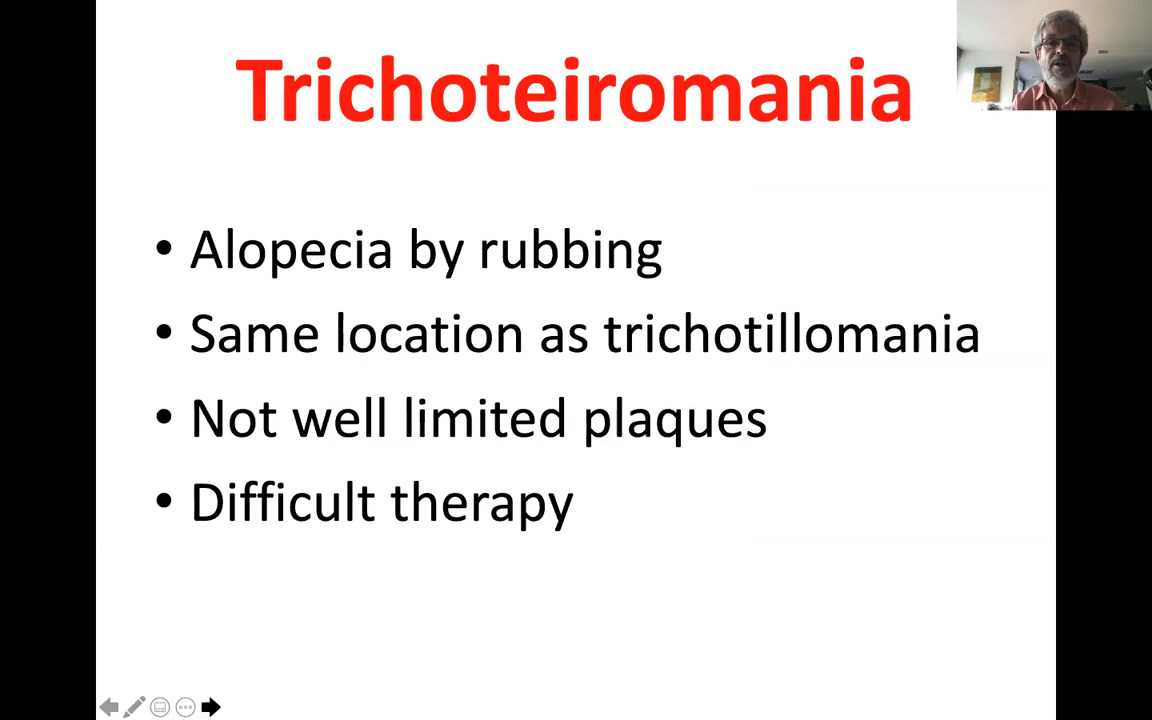 Trichoteiromania
• Alopecia by rubbing
• Same location as trichotillomania
• Not well limited plaques
• Difficult therapy